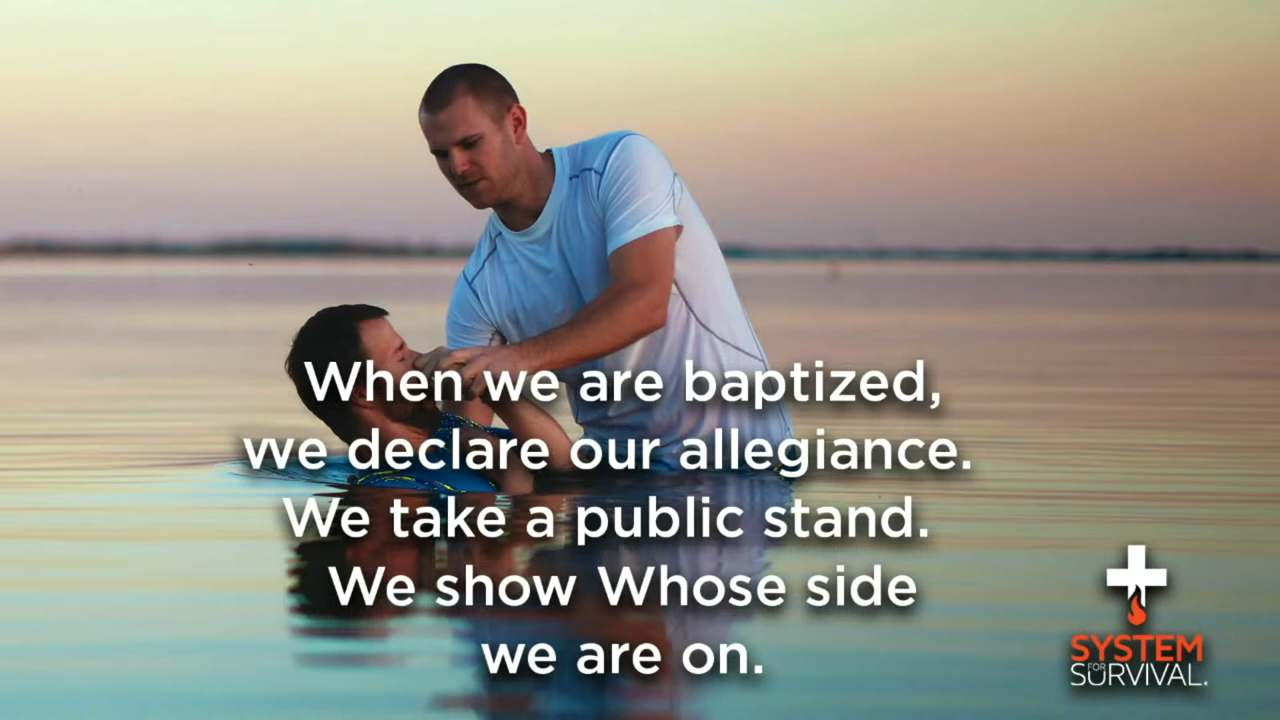 When we are baptized,
we declare our allegiance.
We take a public stand.
We show Whose side
we are on.
SYSTEM
FOR
SURVIVAL.